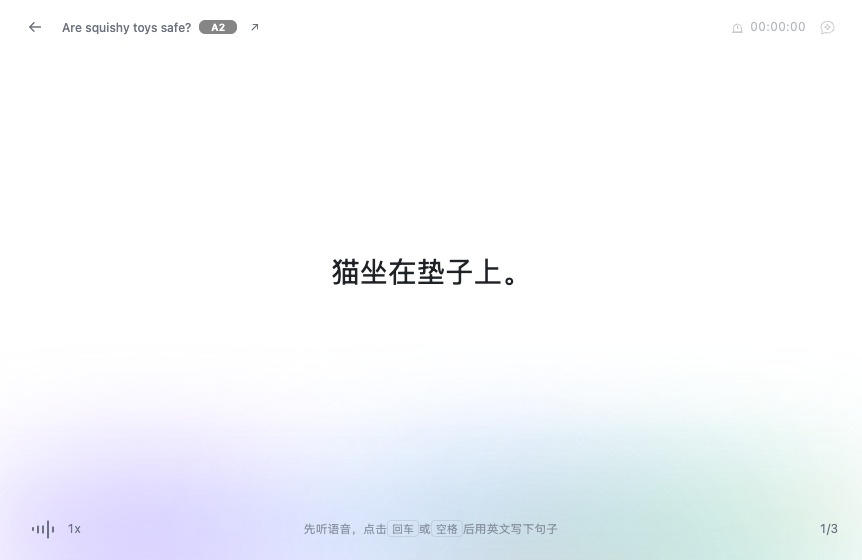 Are squishy toys safe? A2
00:00:00
猫坐在垫子上。
1x
先听语音，点击 回车 或 空格 后用英文写下句子
1/3